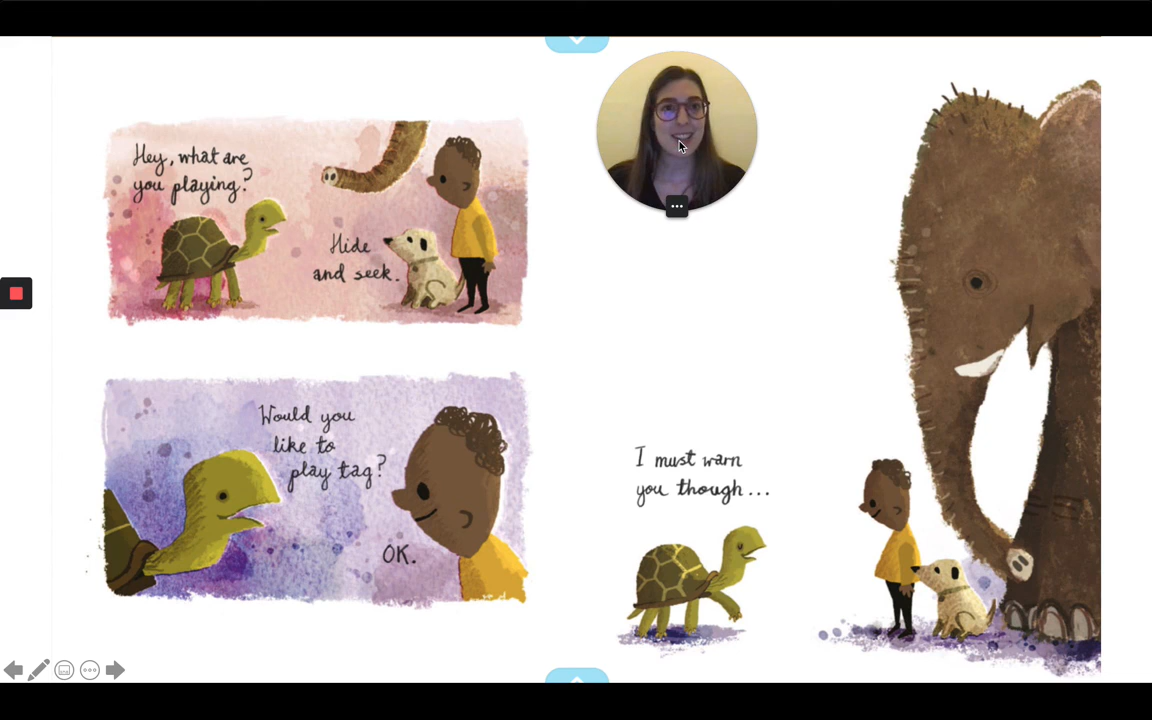 Hey, what are
you playing?
Hide
and seek.
Would you
like to
play tag?
OK.
I must warn
you though...